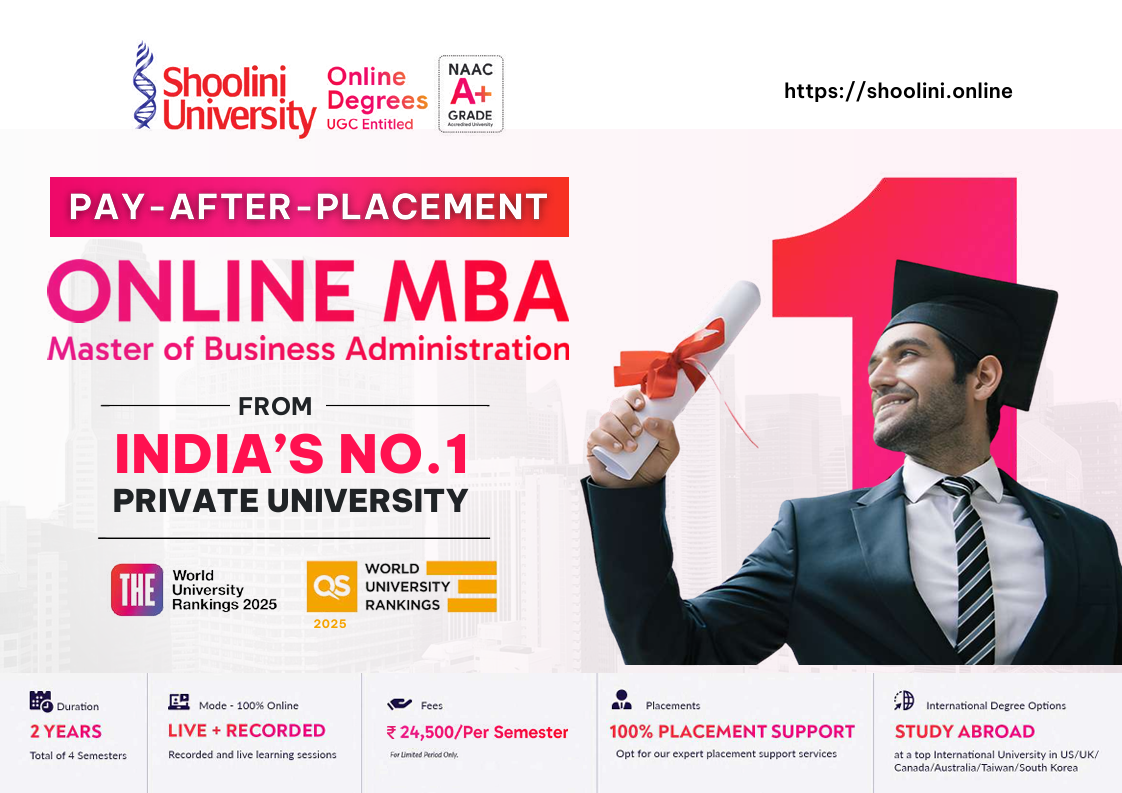 Shoolini
University
Online
Degrees
UGC Entitled
NAAC
A+
GRADE
Accredited University
https://shoolini.online
PAY-AFTER-PLACEMENT
ONLINE MBA
Master of Business Administration
FROM
INDIA'S NO.1
PRIVATE UNIVERSITY
1
THE
World
University
Rankings 2025
QS
WORLD
UNIVERSITY
RANKINGS
2025
Duration
2 YEARS
Total of 4 Semesters
Mode - 100% Online
LIVE + RECORDED
Recorded and live learning sessions
Fees
₹ 24,500/Per Semester
For Limited Period Only.
Placements
100% PLACEMENT SUPPORT
Opt for our expert placement support services
International Degree Options
STUDY ABROAD
at a top International University in US/UK/
Canada/Australia/Taiwan/South Korea